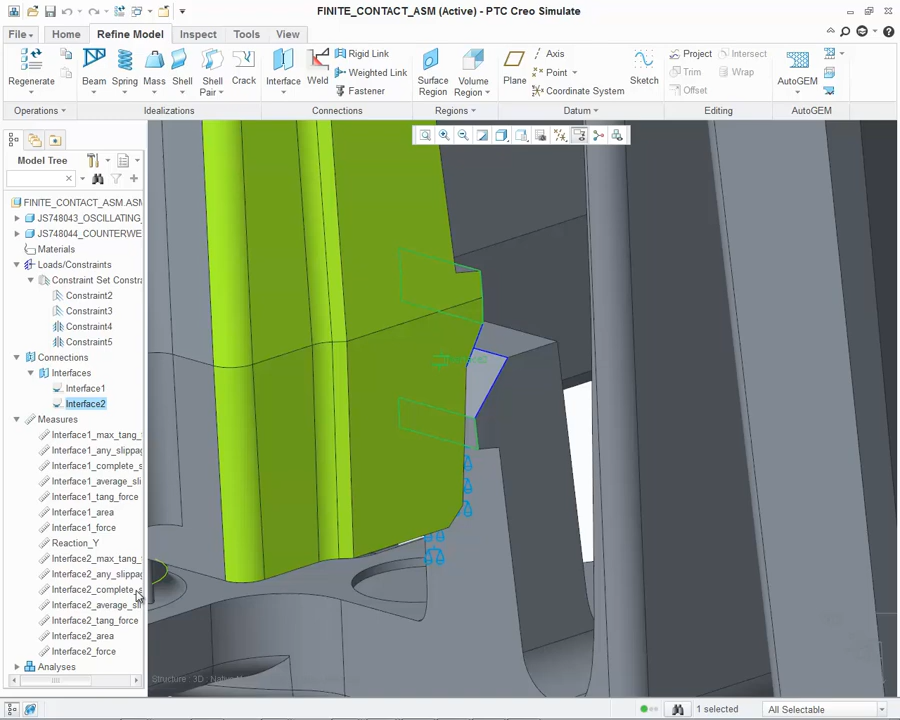 FINITE_CONTACT_ASM (Active) - PTC Creo Simulate
File
Home
Refine Model
Inspect
Tools
View
Regenerate
Beam
Spring
Mass
Shell
Shell Pair
Crack
Interface
Weld
Rigid Link
Weighted Link
Fastener
Surface Region
Volume Region
Plane
Axis
Point
Coordinate System
Sketch
Project
Intersect
Trim
Wrap
Offset
AutoGEM
Operations
Idealizations
Connections
Regions
Datum
Editing
AutoGEM
Model Tree
FINITE_CONTACT_ASM.ASM
JS748043_OSCILLATING_
JS748044_COUNTERWE
Materials
Loads/Constraints
Constraint Set Constra
Constraint2
Constraint3
Constraint4
Constraint5
Connections
Interfaces
Interface1
Interface2
Measures
Interface1_max_tang_
Interface1_any_slippag
Interface1_complete_s
Interface1_average_sli
Interface1_tang_force
Interface1_area
Interface1_force
Reaction_Y
Interface2_max_tang_
Interface2_any_slippag
Interface2_complete_s
Interface2_average_sli
Interface2_tang_force
Interface2_area
Interface2_force
Analyses
1 selected
All Selectable